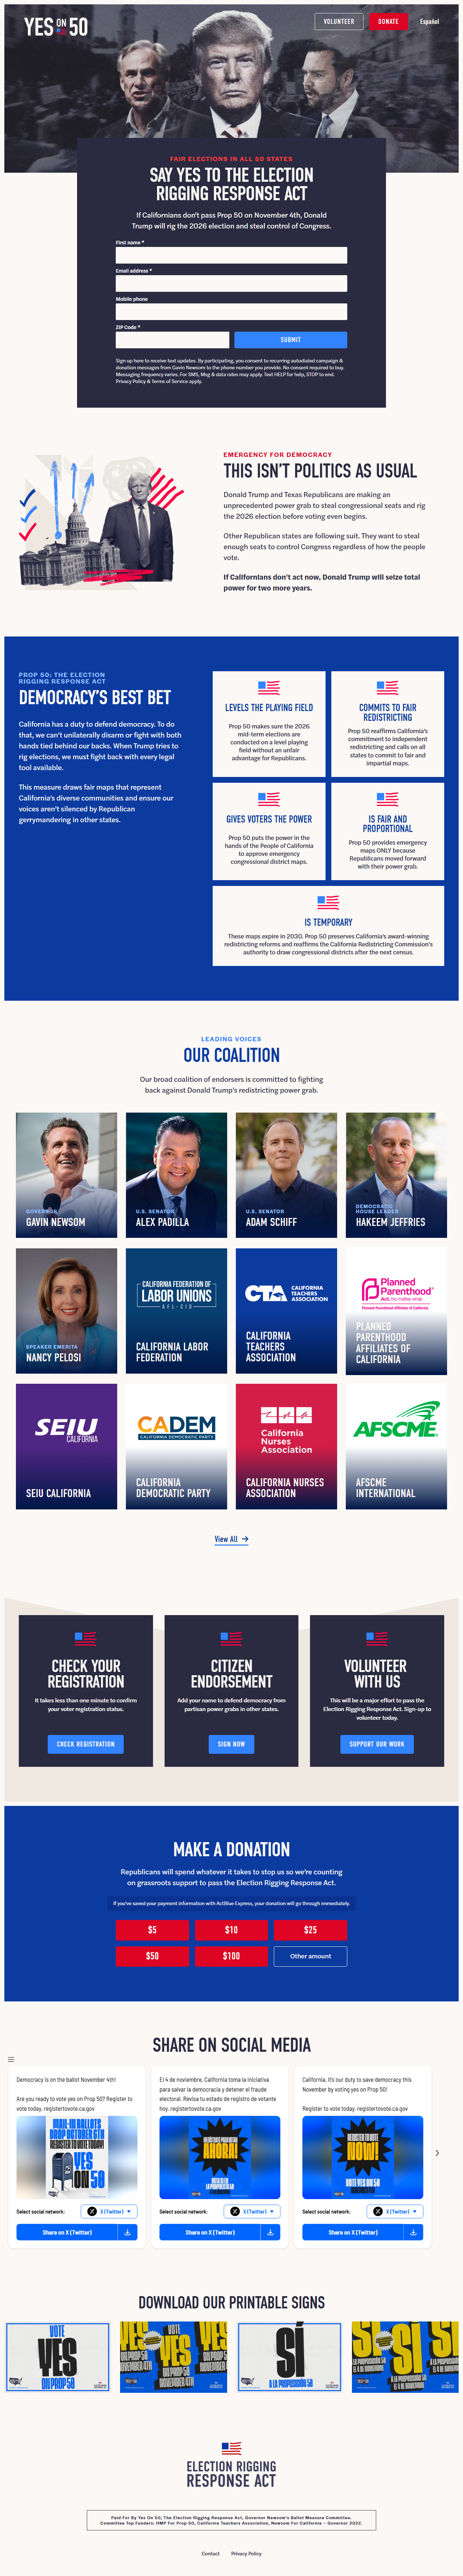 YES ON 50
VOLUNTEER
DONATE
Español
FAIR ELECTIONS IN ALL 50 STATES
SAY YES TO THE ELECTION
RIGGING RESPONSE ACT
If Californians don't pass Prop 50 on November 4th, Donald
Trump will rig the 2026 election and steal control of Congress.
First name *
Email address *
Mobile phone
ZIP Code *
SUBMIT
Sign up here to receive text updates. By participating, you consent to recurring autodialed campaign &
donation messages from Gavin Newsom to the phone number you provide. No consent required to buy.
Messaging frequency varies. For SMS, Msg & data rates may apply. Text HELP for help, STOP to end.
Privacy Policy & Terms of Service apply.
EMERGENCY FOR DEMOCRACY
THIS ISN'T POLITICS AS USUAL
Donald Trump and Texas Republicans are making an
unprecedented power grab to steal congressional seats and rig
the 2026 election before voting even begins.
Other Republican states are following suit. They want to steal
enough seats to control Congress regardless of how the people
vote.
If Californians don't act now, Donald Trump will seize total
power for two more years.
PROP 50: THE ELECTION
RIGGING RESPONSE ACT
DEMOCRACY'S BEST BET
California has a duty to defend democracy. To do
that, we can't unilaterally disarm or fight with both
hands tied behind our backs. When Trump tries to
rig elections, we must fight back with every legal
tool available.
This measure draws fair maps that represent
California's diverse communities and ensure our
voices aren't silenced by Republican
gerrymandering in other states.
LEVELS THE PLAYING FIELD
Prop 50 makes sure the 2026
mid-term elections are
conducted on a level playing
field without an unfair
advantage for Republicans.
COMMITS TO FAIR
REDISTRICTING
Prop 50 reaffirms California's
commitment to independent
redistricting and calls on all
states to commit to fair and
impartial maps.
GIVES VOTERS THE POWER
Prop 50 puts the power in the
hands of the People of California
to approve emergency
congressional district maps.
IS FAIR AND
PROPORTIONAL
Prop 50 provides emergency
maps ONLY because
Republicans moved forward
with their power grab.
IS TEMPORARY
These maps expire in 2030. Prop 50 preserves California's award-winning
redistricting reforms and reaffirms the California Redistricting Commission's
authority to draw congressional districts after the next census.
LEADING VOICES
OUR COALITION
Our broad coalition of endorsers is committed to fighting
back against Donald Trump's redistricting power grab.
GOVERNOR
GAVIN NEWSOM
U.S. SENATOR
ALEX PADILLA
U.S. SENATOR
ADAM SCHIFF
DEMOCRATIC
HOUSE LEADER
HAKEEM JEFFRIES
SPEAKER EMERITA
NANCY PELOSI
CALIFORNIA FEDERATION OF
LABOR UNIONS
AFL-CIO
CALIFORNIA LABOR
FEDERATION
CTA CALIFORNIA
TEACHERS
ASSOCIATION
CALIFORNIA
TEACHERS
ASSOCIATION
Planned
Parenthood
Act. No matter what.
Planned Parenthood Affiliates of California
PLANNED
PARENTHOOD
AFFILIATES OF
CALIFORNIA
SEIU
CALIFORNIA
SEIU CALIFORNIA
CADEM
CALIFORNIA DEMOCRATIC PARTY
CALIFORNIA
DEMOCRATIC PARTY
cna
California
Nurses
Association
CALIFORNIA NURSES
ASSOCIATION
AFSCME
AFSCME
INTERNATIONAL
View All
CHECK YOUR
REGISTRATION
It takes less than one minute to confirm
your voter registration status.
CHECK REGISTRATION
CITIZEN
ENDORSEMENT
Add your name to defend democracy from
partisan power grabs in other states.
SIGN NOW
VOLUNTEER
WITH US
This will be a major effort to pass the
Election Rigging Response Act. Sign-up to
volunteer today.
SUPPORT OUR WORK
MAKE A DONATION
Republicans will spend whatever it takes to stop us so we're counting
on grassroots support to pass the Election Rigging Response Act.
If you've saved your payment information with ActBlue Express, your donation will go through immediately.
$5
$10
$25
$50
$100
Other amount
SHARE ON SOCIAL MEDIA
Democracy is on the ballot November 4th!
Are you ready to vote yes on Prop 50? Register to
vote today. registertovote.ca.gov
MAIL-IN BALLOTS
DROP OCTOBER 6TH
REGISTER TO VOTE TODAY!
YES
ON 50
Select social network:
X (Twitter)
Share on X (Twitter)
El 4 de noviembre, California toma la iniciativa
para salvar la democracia y detener el fraude
electoral. Revisa tu estado de registro de votante
hoy. registertovote.ca.gov
¡REGÍSTRATE PARA VOTAR
AHORA!
VOTA SÍ EN
LA PROPOSICIÓN 50
Select social network:
X (Twitter)
Share on X (Twitter)
California. It's our duty to save democracy this
November by voting yes on Prop 50!
Register to vote today. registertovote.ca.gov
REGISTER TO VOTE
NOW!
VOTE YES ON 50
Select social network:
X (Twitter)
Share on X (Twitter)
DOWNLOAD OUR PRINTABLE SIGNS
VOTE
YES
ON PROP 50
YES
SÍ
A LA PROPOSICIÓN 50
SÍ
ELECTION RIGGING
RESPONSE ACT
Paid For By Yes On 50, The Election Rigging Response Act, Governor Newsom's Ballot Measure Committee.
Committee Top Funders: HMP For Prop 50, California Teachers Association, Newsom For California – Governor 2022.
Contact
Privacy Policy